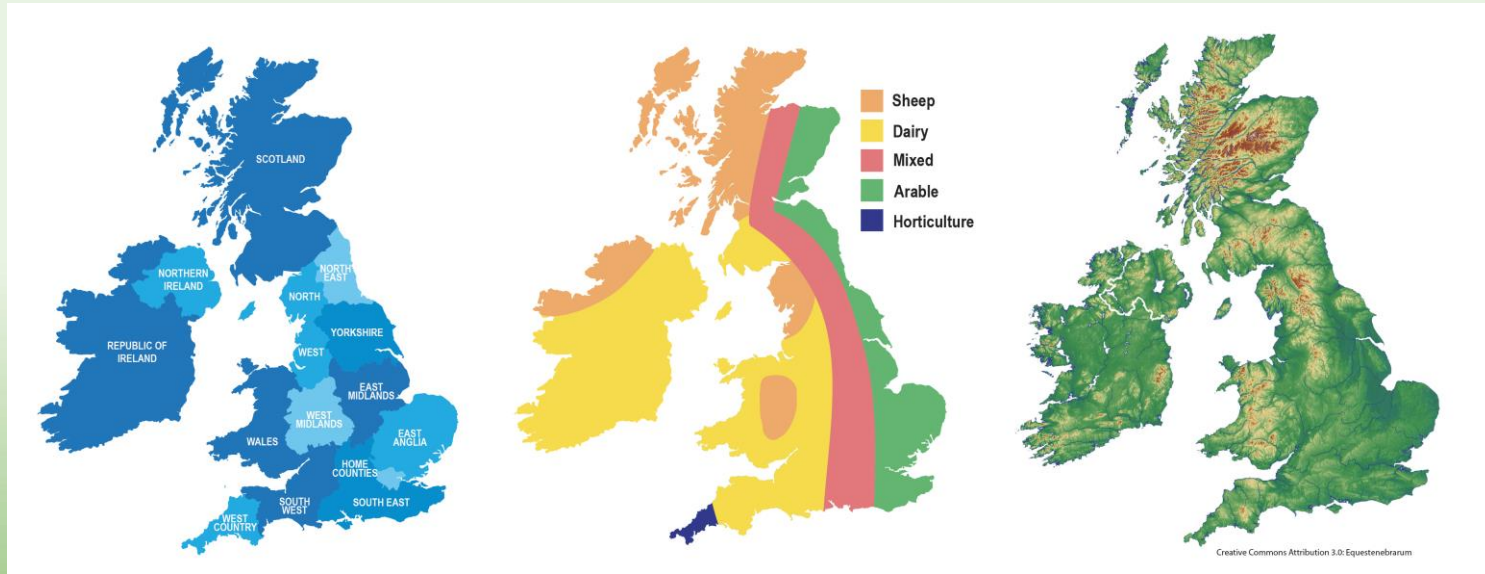 SCOTLAND
NORTHERN
IRELAND
NORTH
EAST
NORTH
REPUBLIC OF
IRELAND
YORKSHIRE
WEST
EAST
MIDLANDS
WEST
MIDLANDS
WALES
EAST
ANGLIA
HOME
COUNTIES
SOUTH
WEST
SOUTH EAST
WEST
COUNTRY
Sheep
Dairy
Mixed
Arable
Horticulture
Creative Commons Attribution 3.0: Equestenebrarum